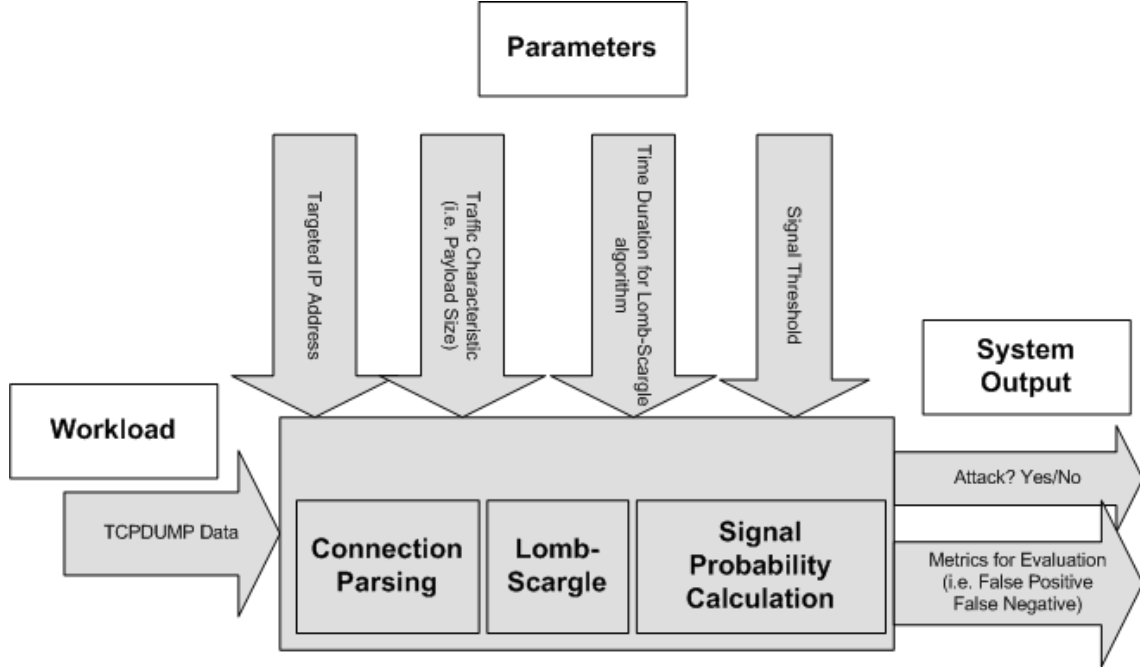 Parameters
Targeted IP Address
Traffic Characteristic
(i.e. Payload Size)
Time Duration for Lomb-Scargle
algorithm
Signal Threshold
System
Output
Workload
TCPDUMP Data
Connection
Parsing
Lomb-
Scargle
Signal
Probability
Calculation
Attack? Yes/No
Metrics for Evaluation
(i.e. False Positive
False Negative)